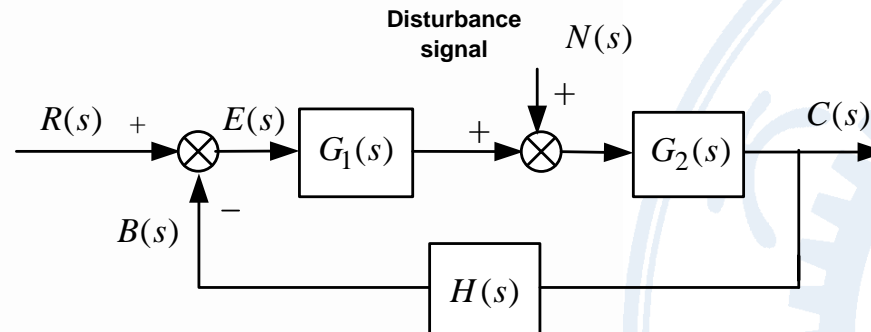 Disturbance
signal
N(s)
+
R(s)
+
E(s)
G₁(s)
+
G₂(s)
C(s)
−
B(s)
H(s)